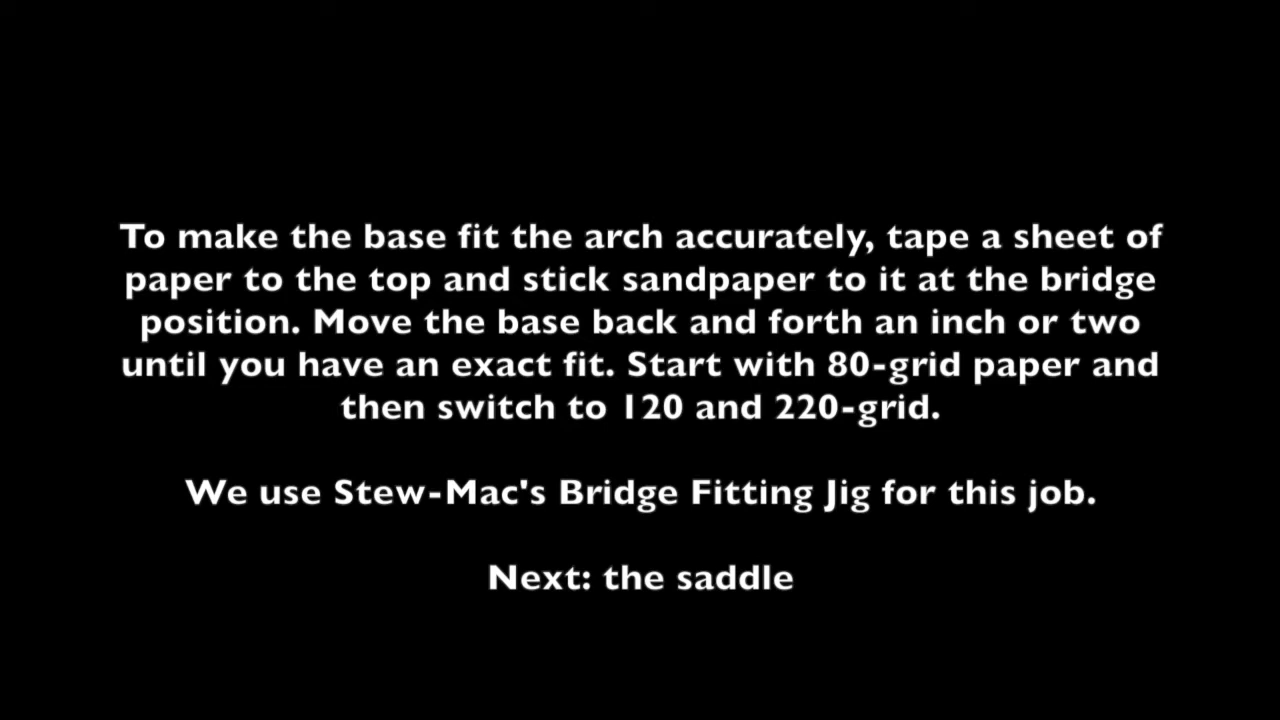 To make the base fit the arch accurately, tape a sheet of
paper to the top and stick sandpaper to it at the bridge
position. Move the base back and forth an inch or two
until you have an exact fit. Start with 80-grid paper and
then switch to 120 and 220-grid.
We use Stew-Mac's Bridge Fitting Jig for this job.
Next: the saddle